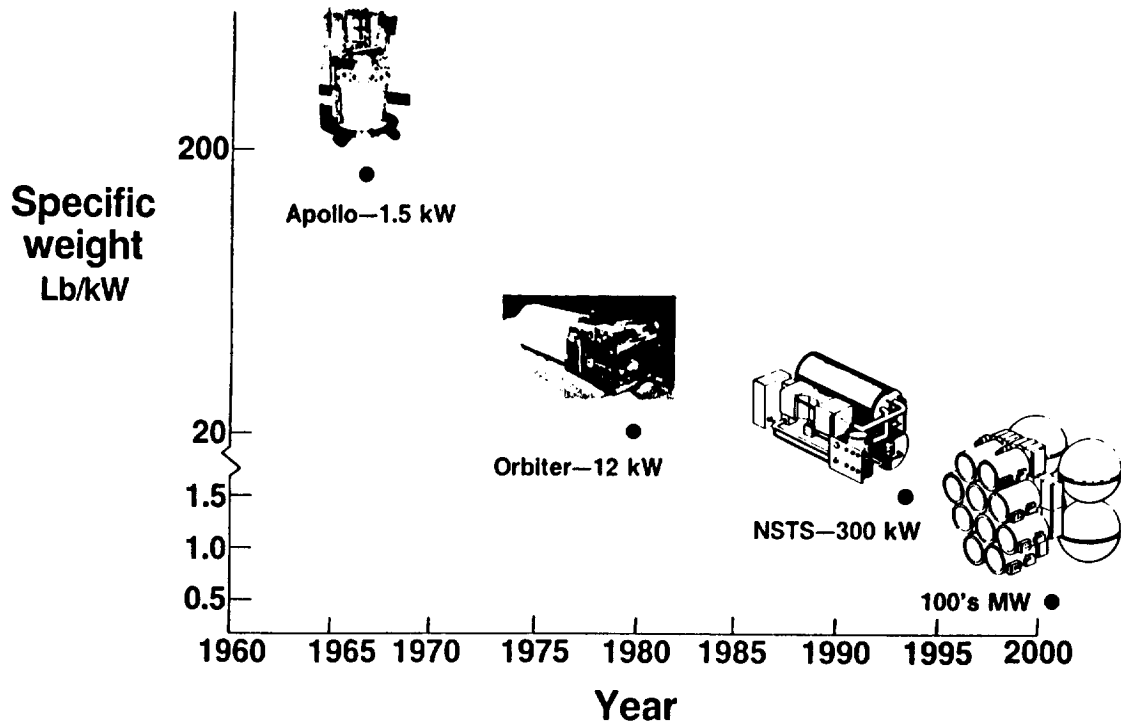 200
Specific
weight
Lb/kW
Apollo—1.5 kW
20
Orbiter—12 kW
1.5
NSTS—300 kW
1.0
0.5
100's MW
1960 1965 1970 1975 1980 1985 1990 1995 2000
Year